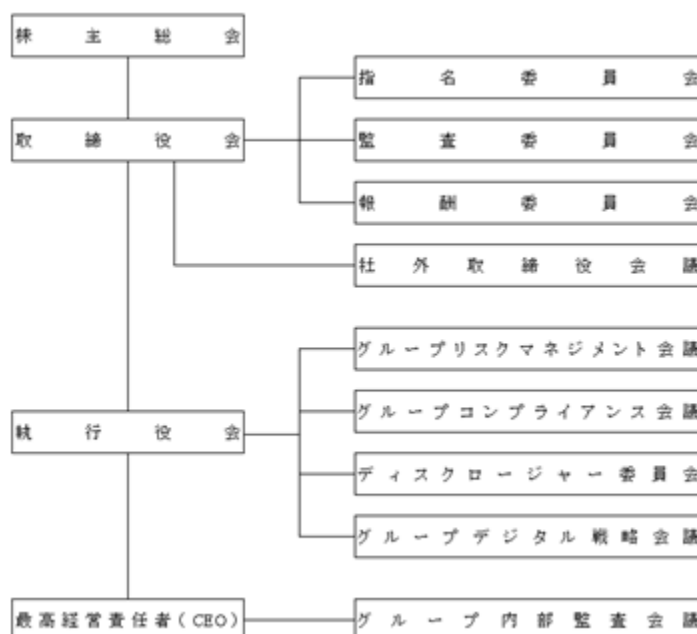 株主総会
指名委員会
取締役会
監査委員会
報酬委員会
社外取締役会議
グループリスクマネジメント会議
グループコンプライアンス会議
執行役会
ディスクロージャー委員会
グループデジタル戦略会議
最高経営責任者(CEO)
グループ内部監査会議